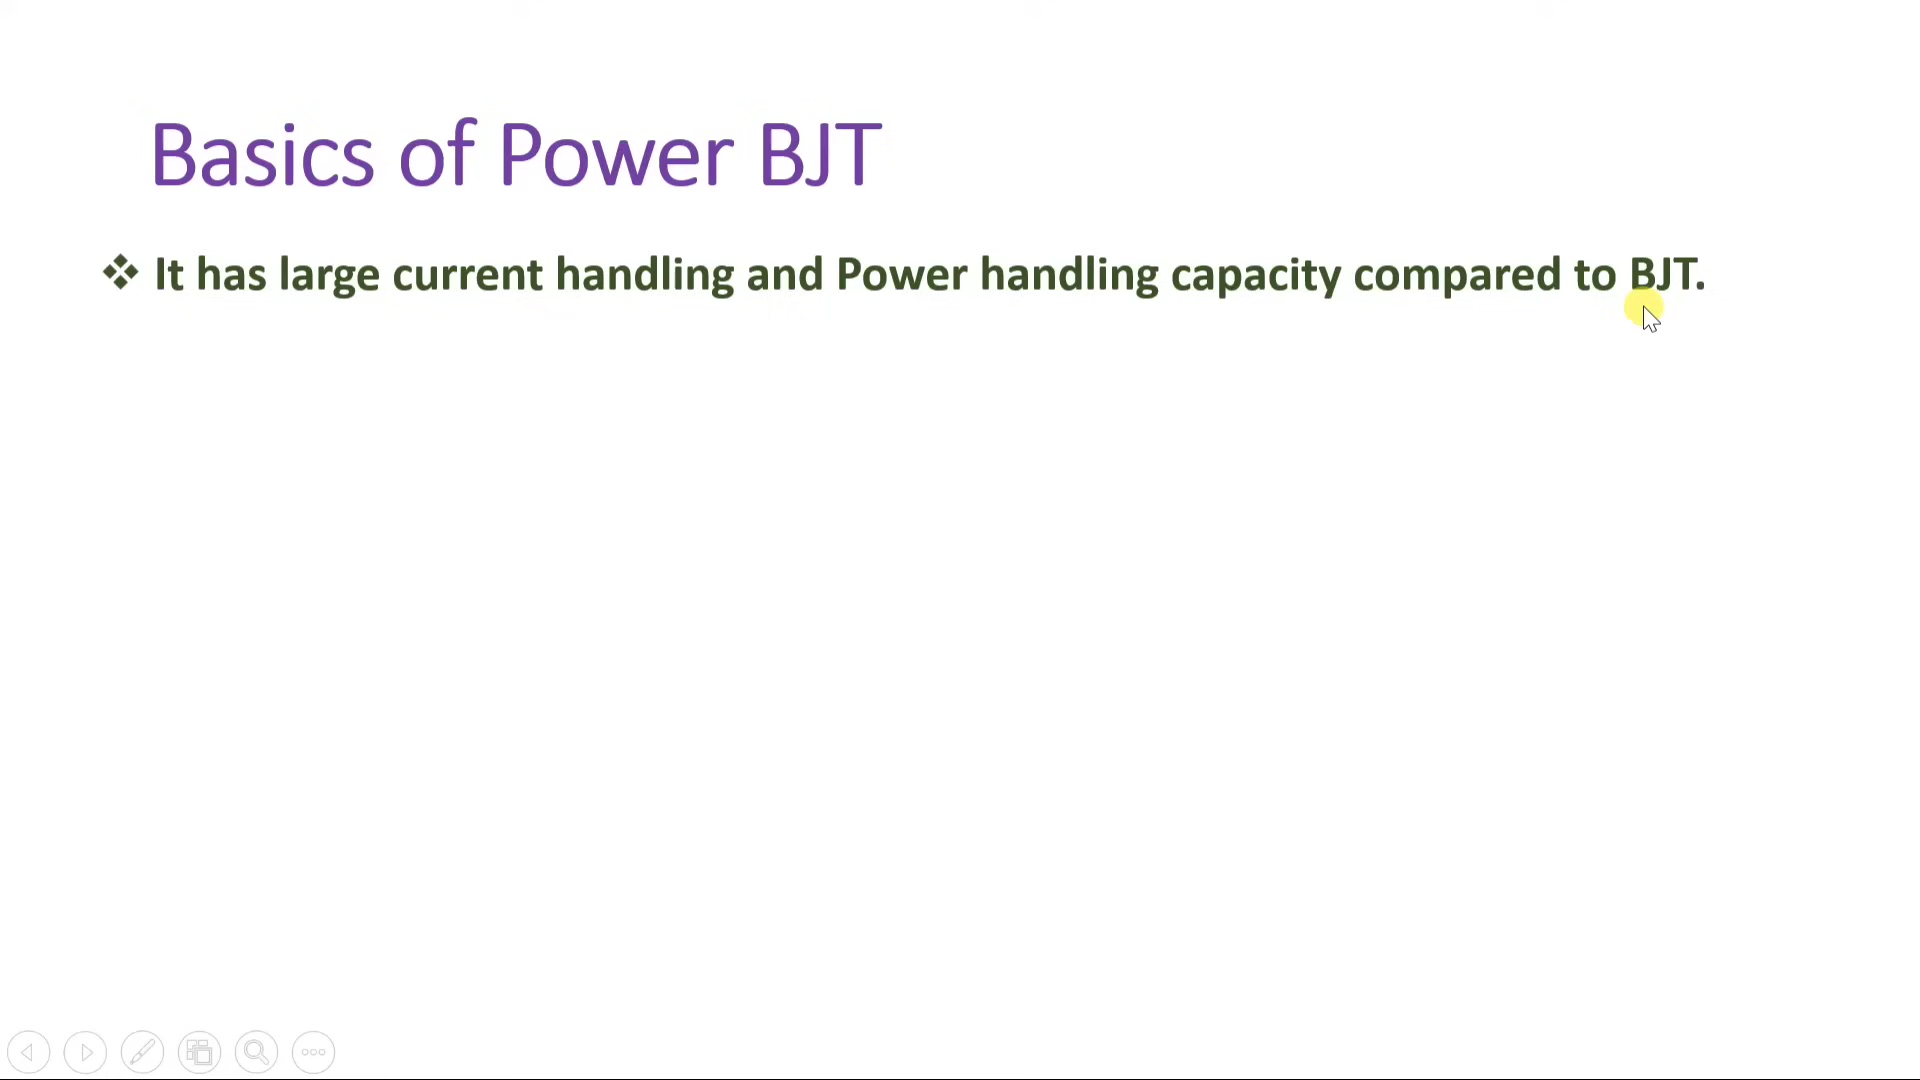 Basics of Power BJT
It has large current handling and Power handling capacity compared to BJT.